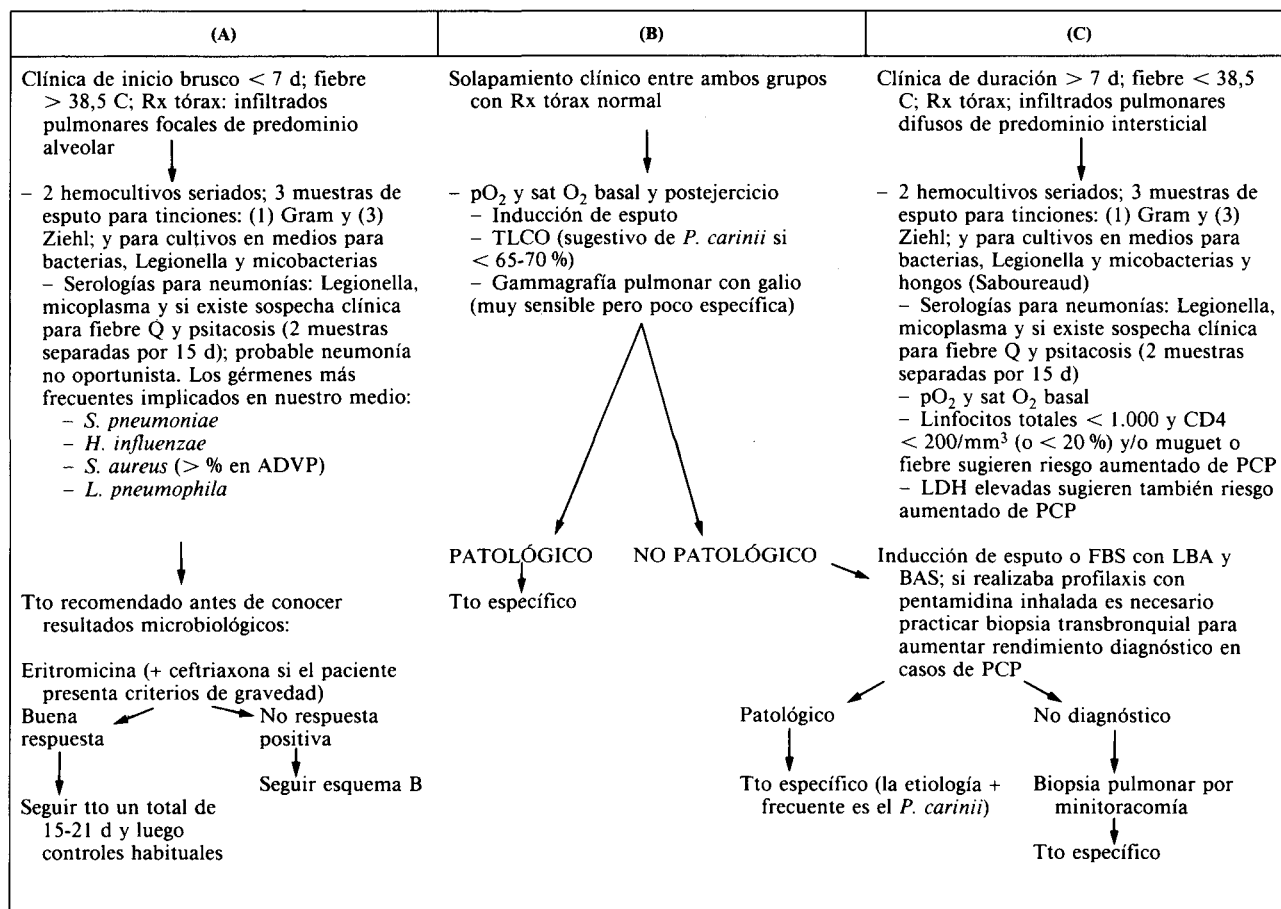 (A)
Clínica de inicio brusco < 7 d; fiebre
> 38,5 C; Rx tórax: infiltrados
pulmonares focales de predominio
alveolar
– 2 hemocultivos seriados; 3 muestras de
esputo para tinciones: (1) Gram y (3)
Ziehl; y para cultivos en medios para
bacterias, Legionella y micobacterias
– Serologías para neumonías: Legionella,
micoplasma y si existe sospecha clínica
para fiebre Q y psitacosis (2 muestras
separadas por 15 d); probable neumonía
no oportunista. Los gérmenes más
frecuentes implicados en nuestro medio:
– S. pneumoniae
– H. influenzae
– S. aureus (> % en ADVP)
– L. pneumophila
Tto recomendado antes de conocer
resultados microbiológicos:
Eritromicina (+ ceftriaxona si el paciente
presenta criterios de gravedad)
Buena
respuesta
No respuesta
positiva
Seguir esquema B
Seguir tto un total de
15-21 d y luego
controles habituales
(B)
Solapamiento clínico entre ambos grupos
con Rx tórax normal
– pO₂ y sat O₂ basal y postejercicio
– Inducción de esputo
– TLCO (sugestivo de P. carinii si
< 65-70 %)
– Gammagrafía pulmonar con galio
(muy sensible pero poco específica)
PATOLÓGICO
NO PATOLÓGICO
Tto específico
(C)
Clínica de duración > 7 d; fiebre < 38,5
C; Rx tórax; infiltrados pulmonares
difusos de predominio intersticial
– 2 hemocultivos seriados; 3 muestras de
esputo para tinciones: (1) Gram y (3)
Ziehl; y para cultivos en medios para
bacterias, Legionella y micobacterias y
hongos (Saboureaud)
– Serologías para neumonías: Legionella,
micoplasma y si existe sospecha clínica
para fiebre Q y psitacosis (2 muestras
separadas por 15 d)
– pO₂ y sat O₂ basal
– Linfocitos totales < 1.000 y CD4
< 200/mm³ (o < 20 %) y/o muguet o
fiebre sugieren riesgo aumentado de PCP
– LDH elevadas sugieren también riesgo
aumentado de PCP
Inducción de esputo o FBS con LBA y
BAS; si realizaba profilaxis con
pentamidina inhalada es necesario
practicar biopsia transbronquial para
aumentar rendimiento diagnóstico en
casos de PCP
Patológico
No diagnóstico
Tto específico (la etiología +
frecuente es el P. carinii)
Biopsia pulmonar por
minitoracomía
Tto específico